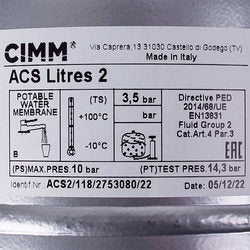 CIMM®
Via Caprera,13 31030 Castello di Godego (TV)
Made in Italy
ACS Litres 2
POTABLE
WATER
MEMBRANE
(TS)
+100°C
-10°C
3,5 bar
bar
Directive PED
2014/68/UE
EN13831
Fluid Group 2
Cat.Art.4 Par.3
B
(PS)MAX.PRES.10 bar
(PT)TEST PRES.14,3 bar
Identif.Nr ACS2/118/2753080/22
05/12/22